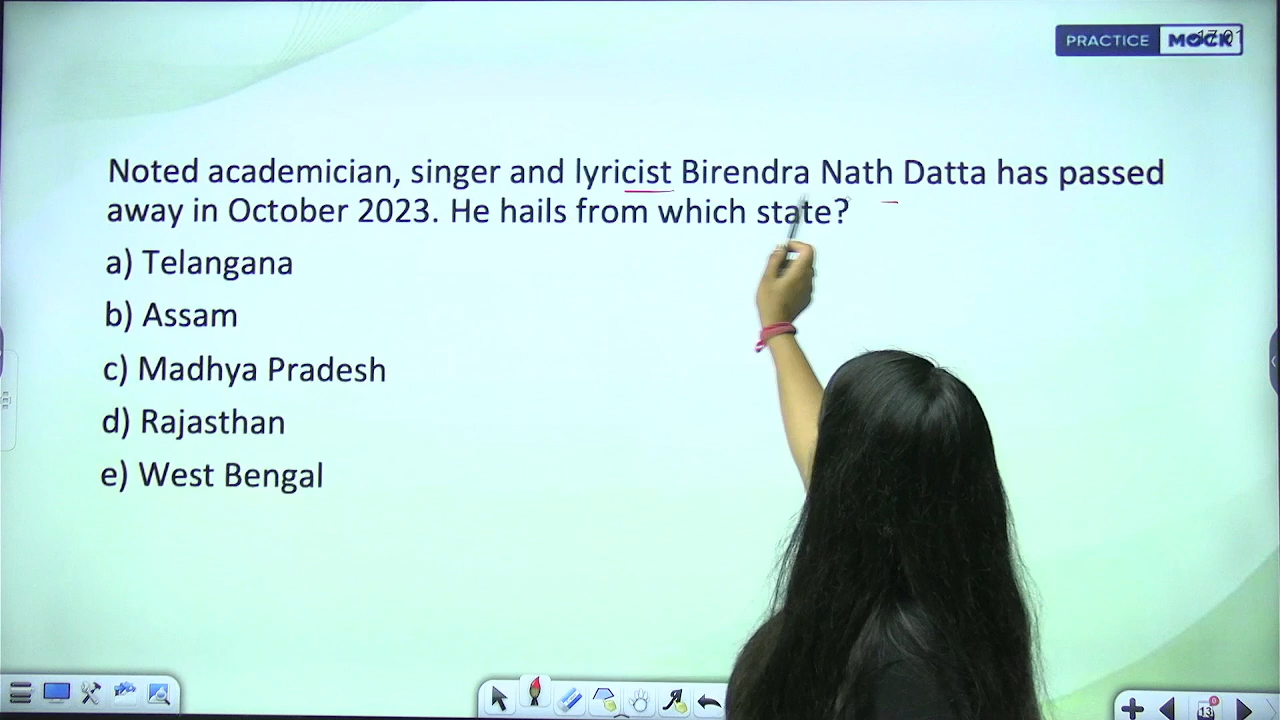 PRACTICE MOCK
Noted academician, singer and lyricist Birendra Nath Datta has passed
away in October 2023. He hails from which state?
a) Telangana
b) Assam
c) Madhya Pradesh
d) Rajasthan
e) West Bengal
13